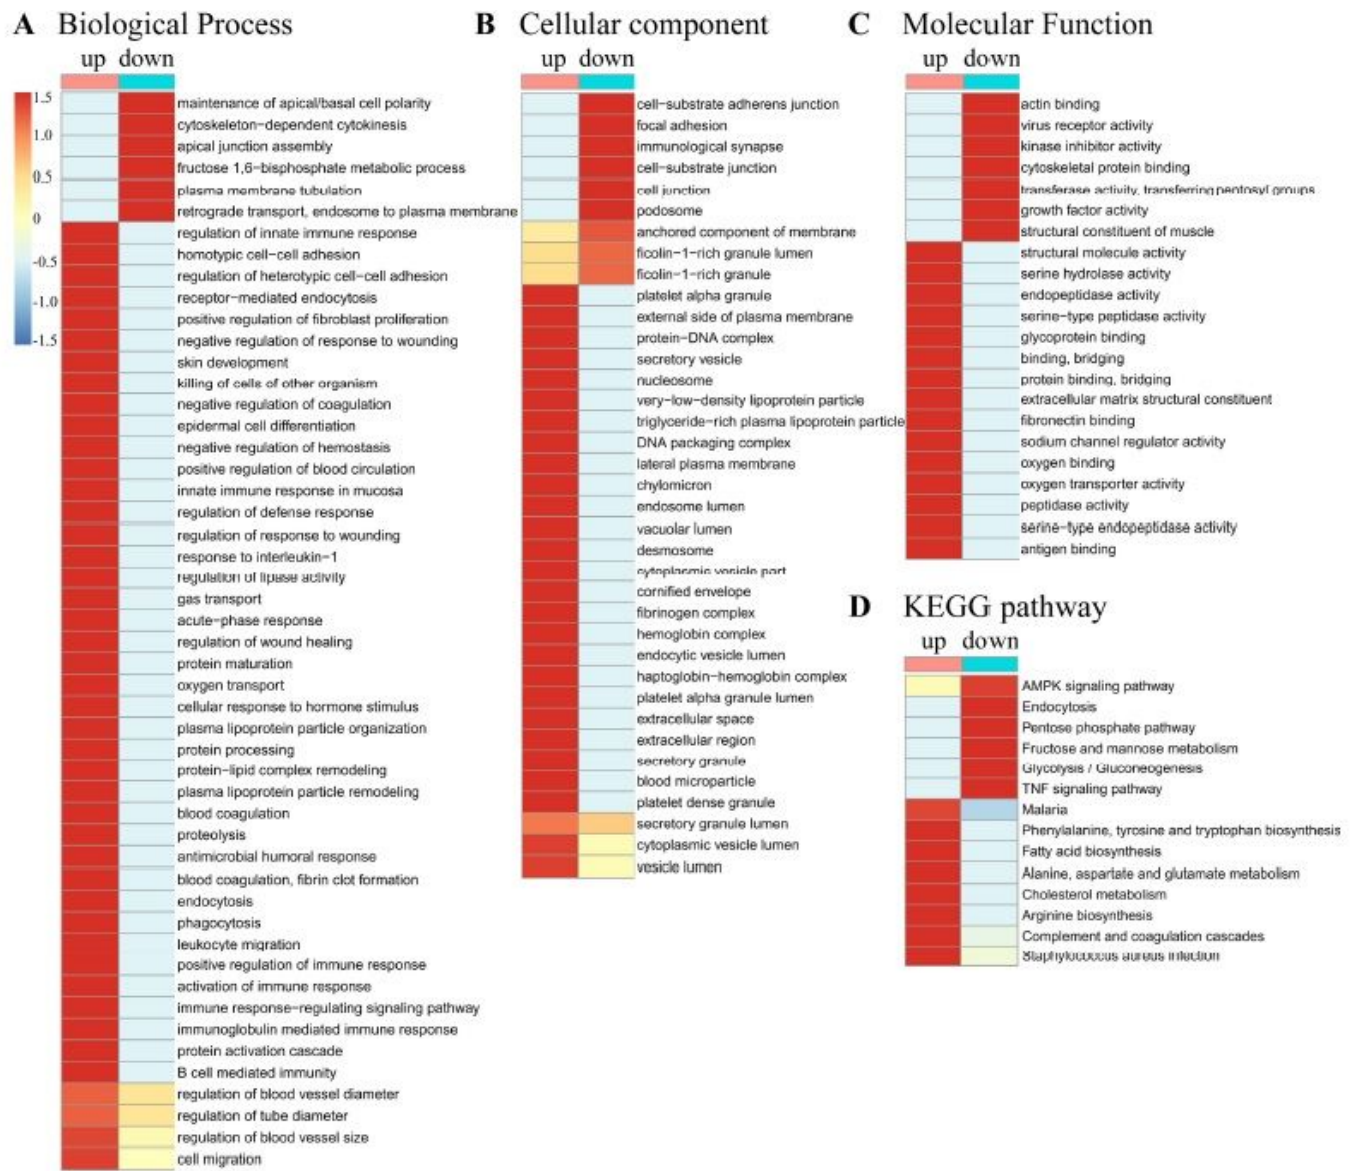 A Biological Process
up down
1.5
1.0
0.5
0
-0.5
-1.0
-1.5
maintenance of apical/basal cell polarity
cytoskeleton-dependent cytokinesis
apical junction assembly
fructose 1,6-bisphosphate metabolic process
plasma membrane tubulation
retrograde transport, endosome to plasma membrane
regulation of innate immune response
homotypic cell-cell adhesion
regulation of heterotypic cell-cell adhesion
receptor-mediated endocytosis
positive regulation of fibroblast proliferation
negative regulation of response to wounding
skin development
killing of cells of other organism
negative regulation of coagulation
epidermal cell differentiation
negative regulation of hemostasis
positive regulation of blood circulation
innate immune response in mucosa
regulation of defense response
regulation of response to wounding
response to interleukin-1
regulation of lipase activity
gas transport
acute-phase response
regulation of wound healing
protein maturation
oxygen transport
cellular response to hormone stimulus
plasma lipoprotein particle organization
protein processing
protein-lipid complex remodeling
plasma lipoprotein particle remodeling
blood coagulation
proteolysis
antimicrobial humoral response
blood coagulation, fibrin clot formation
endocytosis
phagocytosis
leukocyte migration
positive regulation of immune response
activation of immune response
immune response-regulating signaling pathway
immunoglobulin mediated immune response
protein activation cascade
B cell mediated immunity
regulation of blood vessel diameter
regulation of tube diameter
regulation of blood vessel size
cell migration
B Cellular component
up down
cell-substrate adherens junction
focal adhesion
immunological synapse
cell-substrate junction
cell junction
podosome
anchored component of membrane
ficolin-1-rich granule lumen
ficolin-1-rich granule
platelet alpha granule
external side of plasma membrane
protein-DNA complex
secretory vesicle
nucleosome
very-low-density lipoprotein particle
triglyceride-rich plasma lipoprotein particle
DNA packaging complex
lateral plasma membrane
chylomicron
endosome lumen
vacuolar lumen
desmosome
cytoplasmic vesicle part
cornified envelope
fibrinogen complex
hemoglobin complex
endocytic vesicle lumen
haptoglobin-hemoglobin complex
platelet alpha granule lumen
extracellular space
extracellular region
secretory granule
blood microparticle
platelet dense granule
secretory granule lumen
cytoplasmic vesicle lumen
vesicle lumen
C Molecular Function
up down
actin binding
virus receptor activity
kinase inhibitor activity
cytoskeletal protein binding
transferase activity, transferring pentosyl groups
growth factor activity
structural constituent of muscle
structural molecule activity
serine hydrolase activity
endopeptidase activity
serine-type peptidase activity
glycoprotein binding
binding, bridging
protein binding, bridging
extracellular matrix structural constituent
fibronectin binding
sodium channel regulator activity
oxygen binding
oxygen transporter activity
peptidase activity
serine-type endopeptidase activity
antigen binding
D KEGG pathway
up down
AMPK signaling pathway
Endocytosis
Pentose phosphate pathway
Fructose and mannose metabolism
Glycolysis / Gluconeogenesis
TNF signaling pathway
Malaria
Phenylalanine, tyrosine and tryptophan biosynthesis
Fatty acid biosynthesis
Alanine, aspartate and glutamate metabolism
Cholesterol metabolism
Arginine biosynthesis
Complement and coagulation cascades
Staphylococcus aureus infection